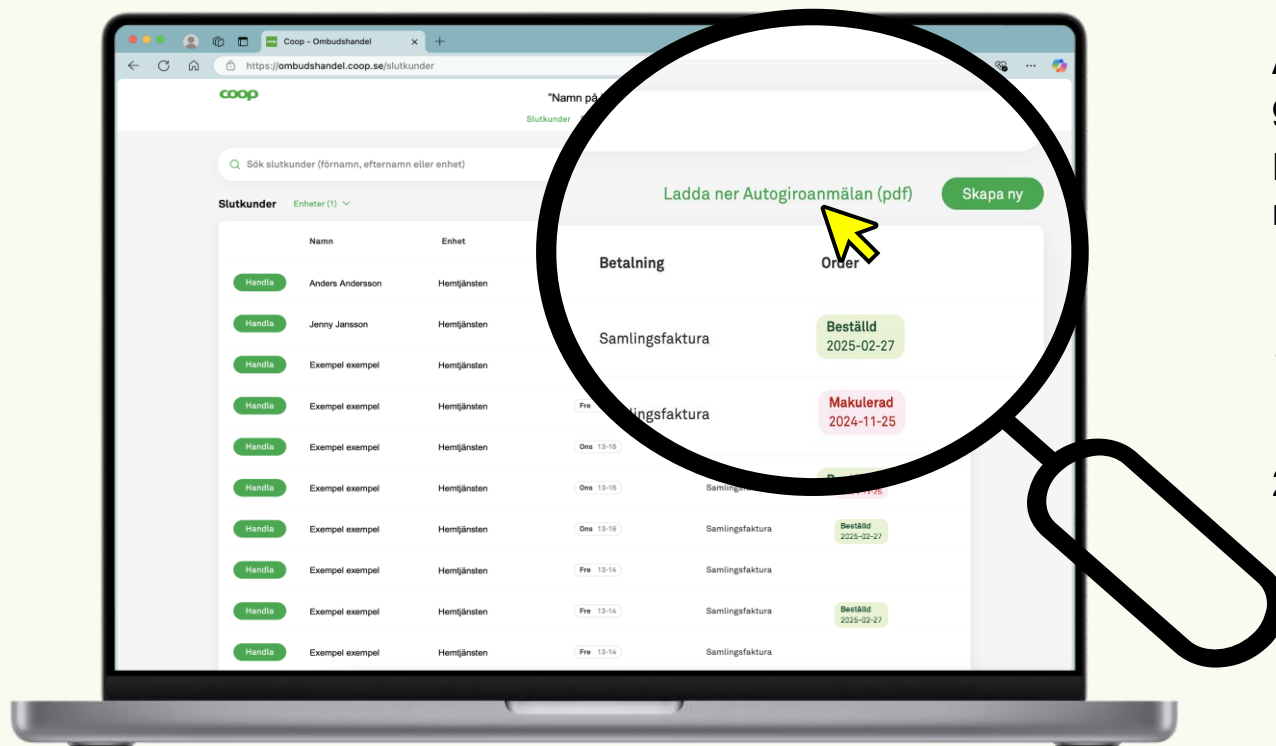 Coop - Ombudshandel
https://ombudshandel.coop.se/slutkunder
coop
"Namn på
Slutkunder
Sök slutkunder (förnamn, efternamn eller enhet)
Ladda ner Autogiroanmälan (pdf) Skapa ny
Slutkunder Enheter (1)
Namn Enhet Betalning Order
Handla Anders Andersson Hemtjänsten Samlingsfaktura Beställd
2025-02-27
Handla Jenny Jansson Hemtjänsten
Handla Exempel exempel Hemtjänsten
Makulerad
2024-11-25
Handla Exempel exempel Hemtjänsten Fre
Handla Exempel exempel Hemtjänsten Ons 13-16
Handla Exempel exempel Hemtjänsten Ons 13-16
Handla Exempel exempel Hemtjänsten Ons 13-16 Samlingsfaktura Beställd
2025-02-27
Handla Exempel exempel Hemtjänsten Fre 13-14 Samlingsfaktura
Handla Exempel exempel Hemtjänsten Fre 13-14 Samlingsfaktura Beställd
2025-02-27
Handla Exempel exempel Hemtjänsten Fre 13-14 Samlingsfaktura